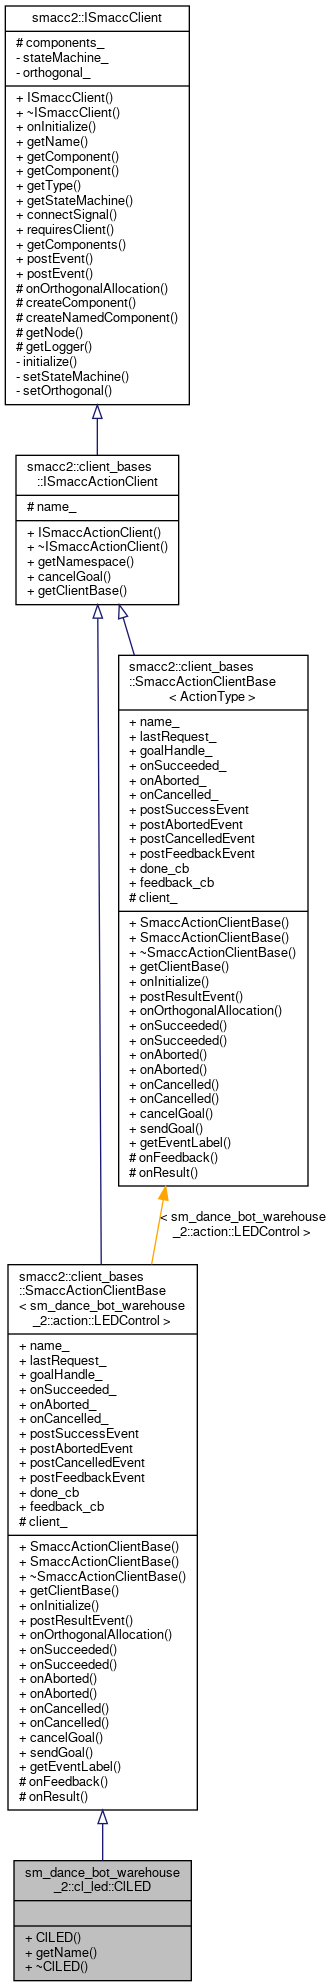 smacc2::ISmaccClient
# components_
- stateMachine_
- orthogonal_
+ ISmaccClient()
+ ~ISmaccClient()
+ onInitialize()
+ getName()
+ getComponent()
+ getComponent()
+ getType()
+ getStateMachine()
+ connectSignal()
+ requiresClient()
+ getComponents()
+ postEvent()
+ postEvent()
# onOrthogonalAllocation()
# createComponent()
# createNamedComponent()
# getNode()
# getLogger()
- initialize()
- setStateMachine()
- setOrthogonal()
smacc2::client_bases
::ISmaccActionClient
# name_
+ ISmaccActionClient()
+ ~ISmaccActionClient()
+ getNamespace()
+ cancelGoal()
+ getClientBase()
smacc2::client_bases
::SmaccActionClientBase
< ActionType >
+ name_
+ lastRequest_
+ goalHandle_
+ onSucceeded_
+ onAborted_
+ onCancelled_
+ postSuccessEvent
+ postAbortedEvent
+ postCancelledEvent
+ postFeedbackEvent
+ done_cb
+ feedback_cb
# client_
+ SmaccActionClientBase()
+ SmaccActionClientBase()
+ ~SmaccActionClientBase()
+ getClientBase()
+ onInitialize()
+ postResultEvent()
+ onOrthogonalAllocation()
+ onSucceeded()
+ onSucceeded()
+ onAborted()
+ onAborted()
+ onCancelled()
+ onCancelled()
+ cancelGoal()
+ sendGoal()
+ getEventLabel()
# onFeedback()
# onResult()
< sm_dance_bot_warehouse
_2::action::LEDControl >
smacc2::client_bases
::SmaccActionClientBase
< sm_dance_bot_warehouse
_2::action::LEDControl >
+ name_
+ lastRequest_
+ goalHandle_
+ onSucceeded_
+ onAborted_
+ onCancelled_
+ postSuccessEvent
+ postAbortedEvent
+ postCancelledEvent
+ postFeedbackEvent
+ done_cb
+ feedback_cb
# client_
+ SmaccActionClientBase()
+ SmaccActionClientBase()
+ ~SmaccActionClientBase()
+ getClientBase()
+ onInitialize()
+ postResultEvent()
+ onOrthogonalAllocation()
+ onSucceeded()
+ onSucceeded()
+ onAborted()
+ onAborted()
+ onCancelled()
+ onCancelled()
+ cancelGoal()
+ sendGoal()
+ getEventLabel()
# onFeedback()
# onResult()
sm_dance_bot_warehouse
_2::cl_led::ClLED
+ ClLED()
+ getName()
+ ~ClLED()